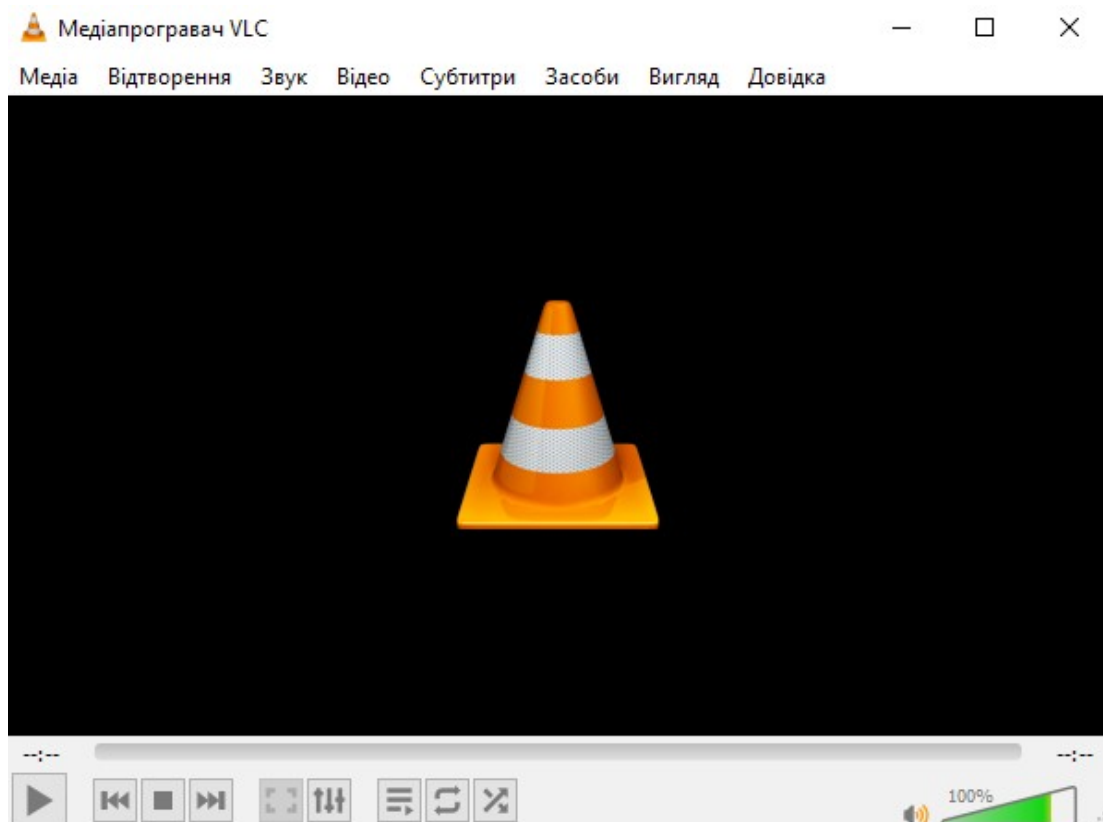 Медіапрогравач VLC
Медіа Відтворення Звук Відео Субтитри Засоби Вигляд Довідка
--:-- --:--
100%